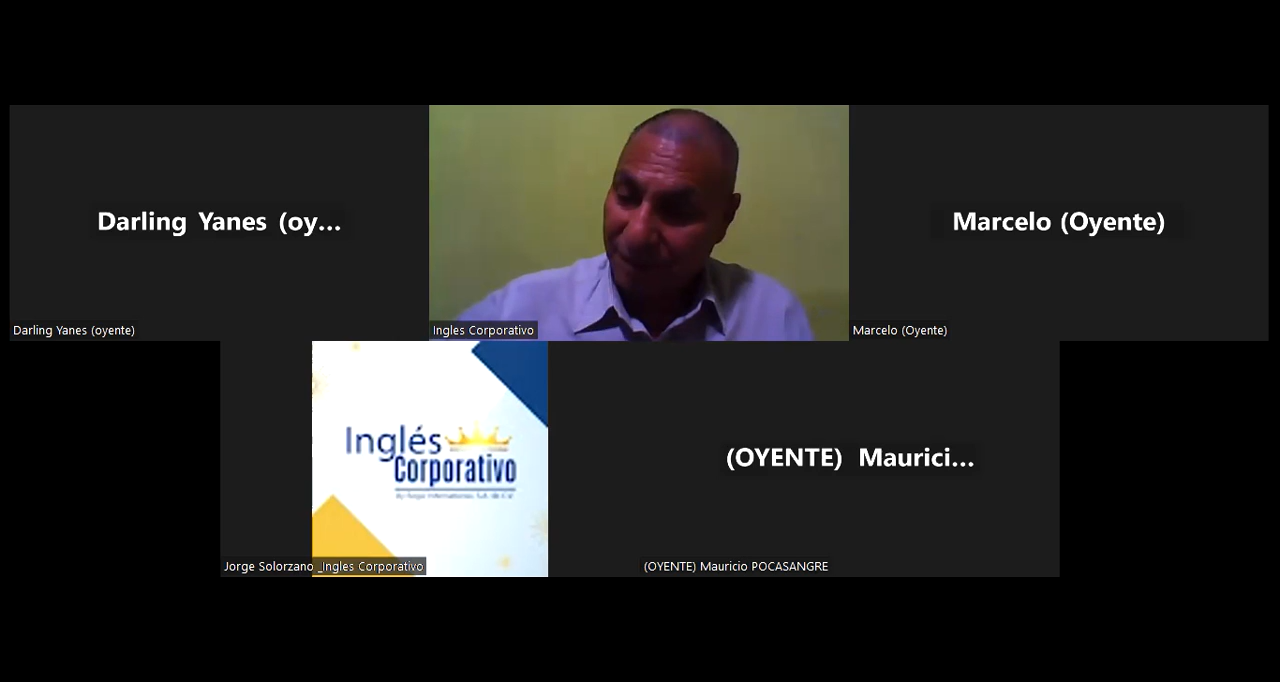 Darling Yanes (oy...
Darling Yanes (oyente)
Ingles Corporativo
Marcelo (Oyente)
Marcelo (Oyente)
Inglés
Corporativo
Jorge Solorzano _Ingles Corporativo
(OYENTE) Maurici...
(OYENTE) Mauricio POCASANGRE